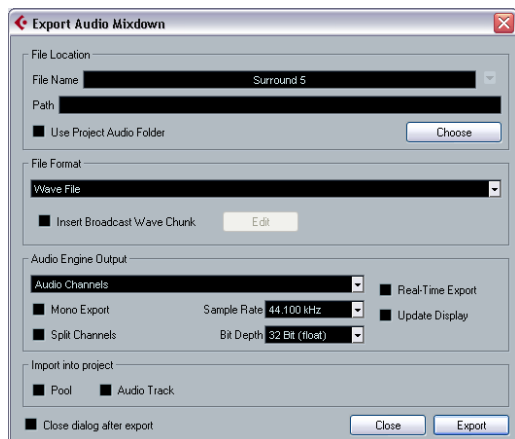 Export Audio Mixdown
File Location
File Name Surround 5
Path
Use Project Audio Folder Choose
File Format
Wave File
Insert Broadcast Wave Chunk Edit
Audio Engine Output
Audio Channels
Real-Time Export
Mono Export Sample Rate 44.100 kHz
Update Display
Split Channels Bit Depth 32 Bit (float)
Import into project
Pool Audio Track
Close dialog after export Close Export